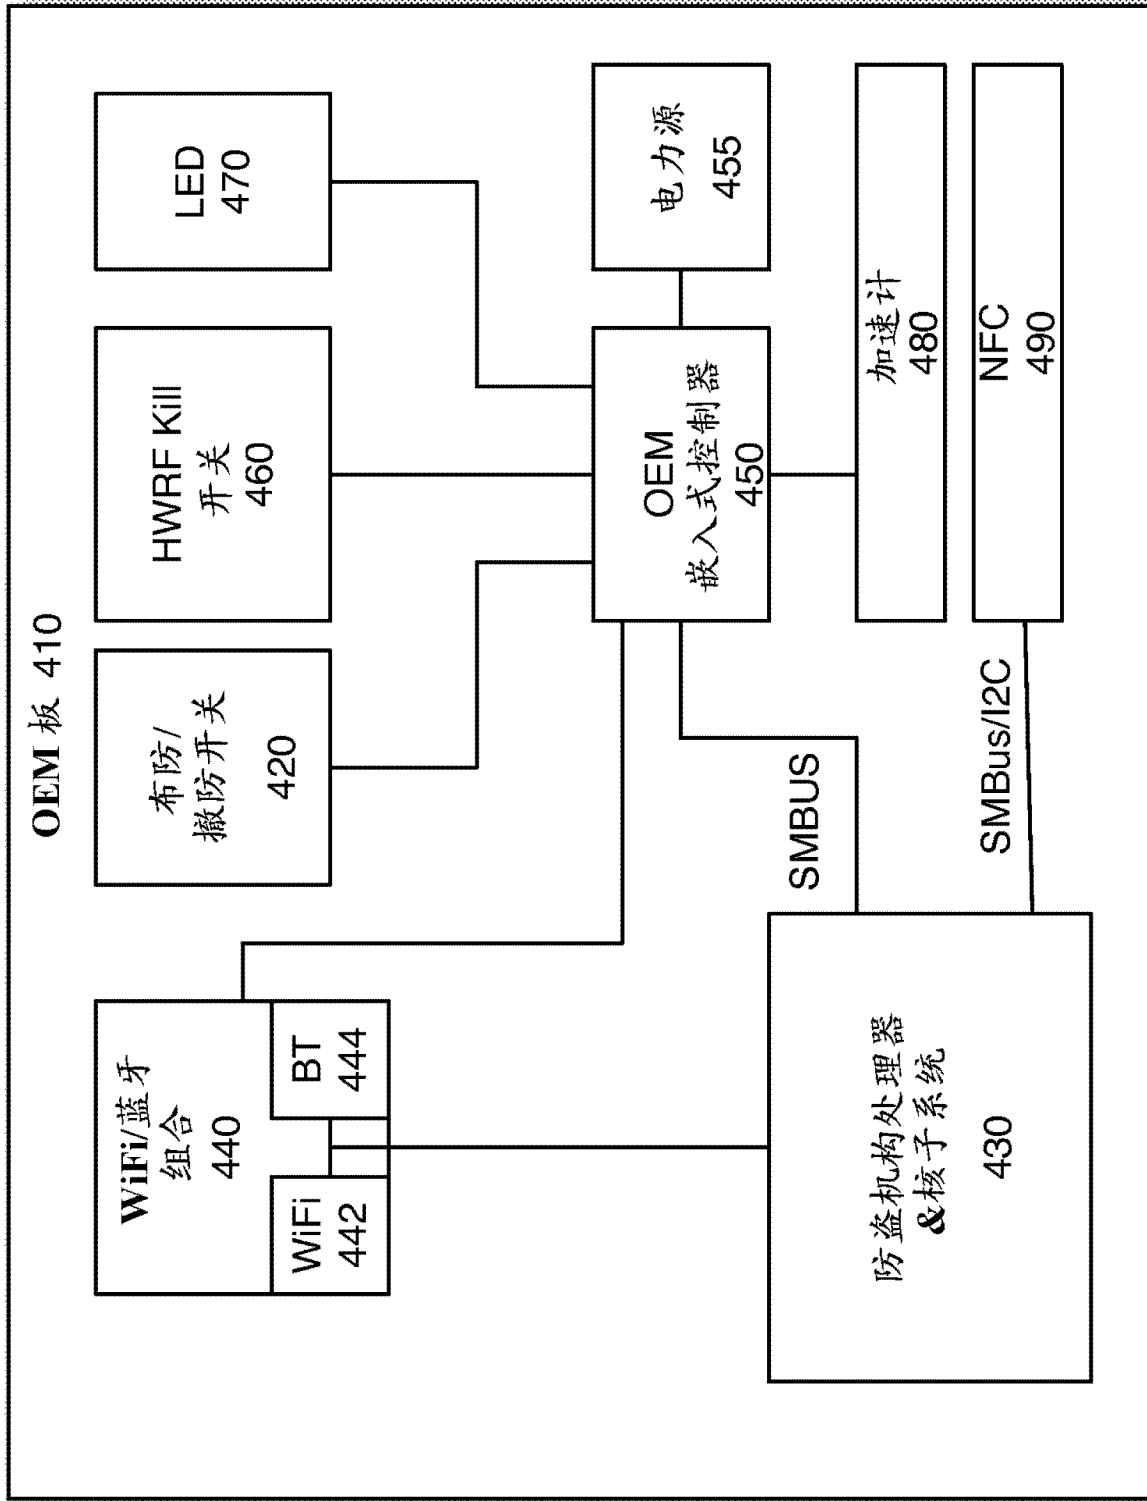 OEM 板 410
WiFi/蓝牙
组合
440
WiFi
442
BT
444
布防/
撤防开关
420
HWRF Kill
开关
460
LED
470
OEM
嵌入式控制器
450
电力源
455
SMBUS
防盗机构处理器
&核子系统
430
加速计
480
SMBus/I2C
NFC
490